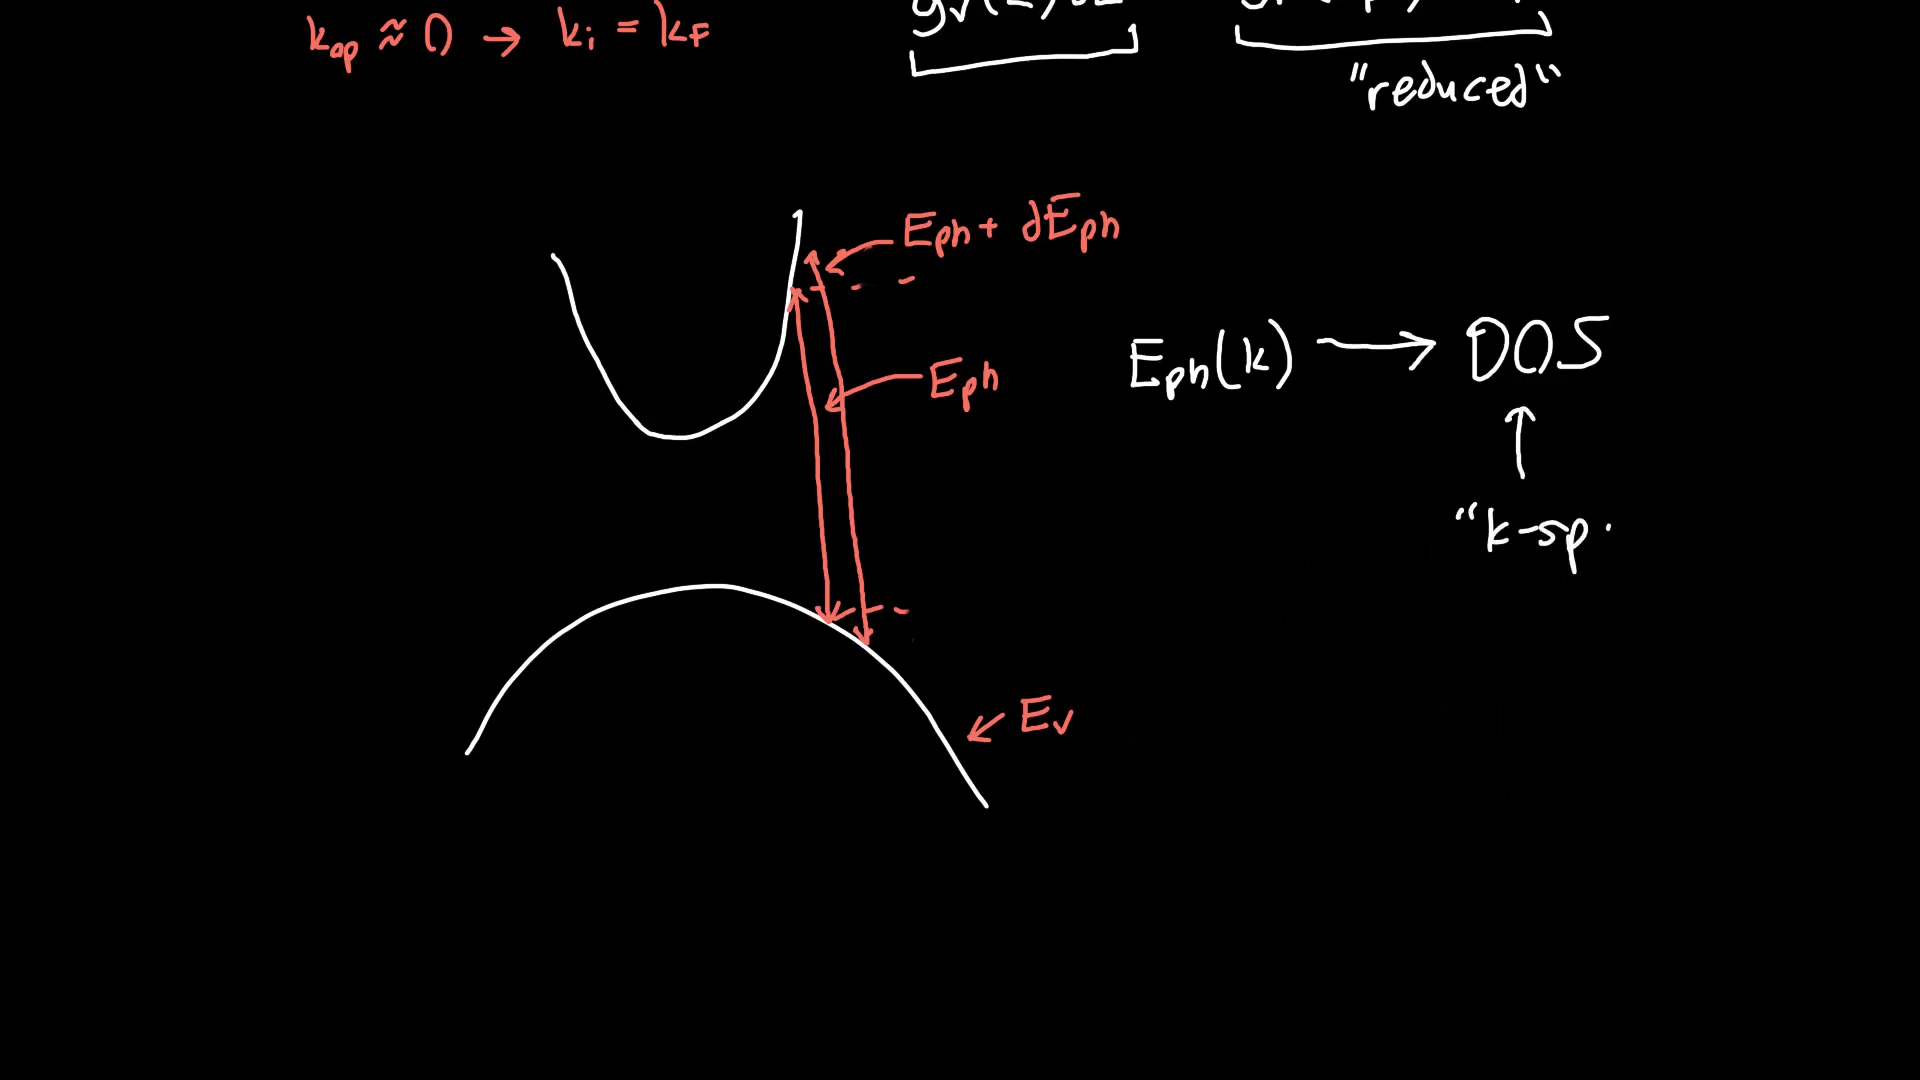 k_op ≈ 0 → k_i = k_F
"reduced"
E_ph + dE_ph
E_ph(k) → DOS
E_ph
"k-sp
E_v